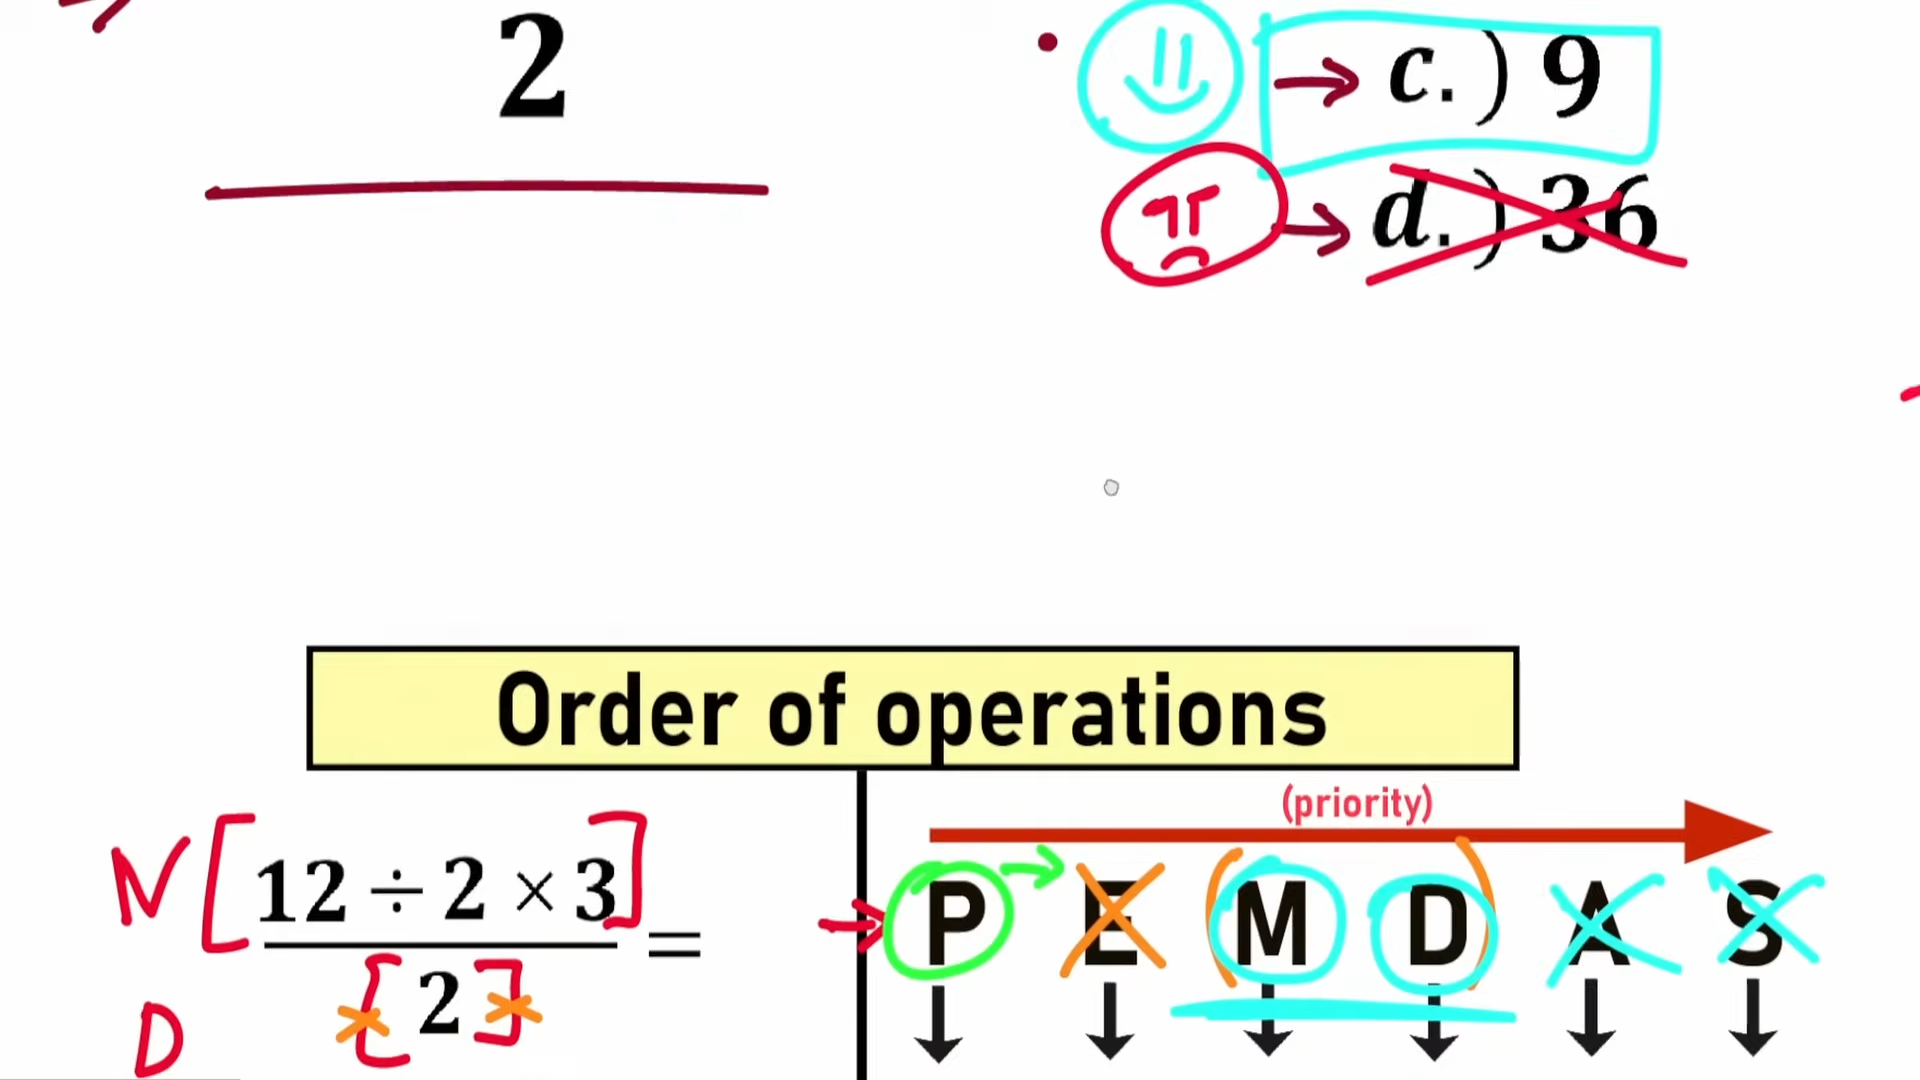 2
c.) 9
d.) 36
Order of operations
(priority)
N [12 ÷ 2 × 3]
=
[2]
D
P E M D A S